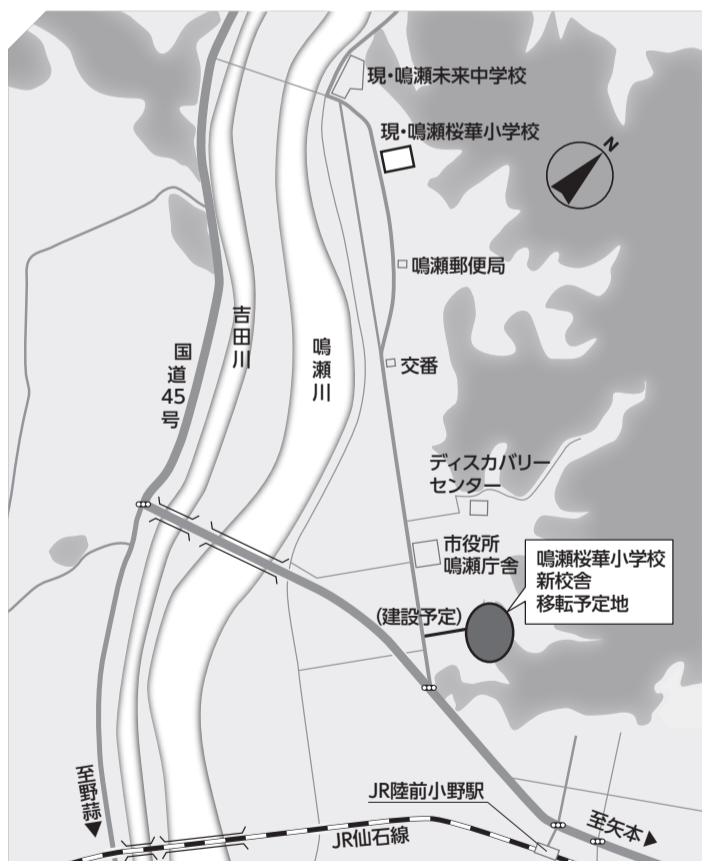 現・鳴瀬未来中学校
現・鳴瀬桜華小学校
N
鳴瀬郵便局
吉田川
鳴瀬川
国道45号
交番
ディスカバリー
センター
市役所
鳴瀬庁舎
鳴瀬桜華小学校
新校舎
移転予定地
(建設予定)
至野蒜
JR陸前小野駅
至矢本
JR仙石線